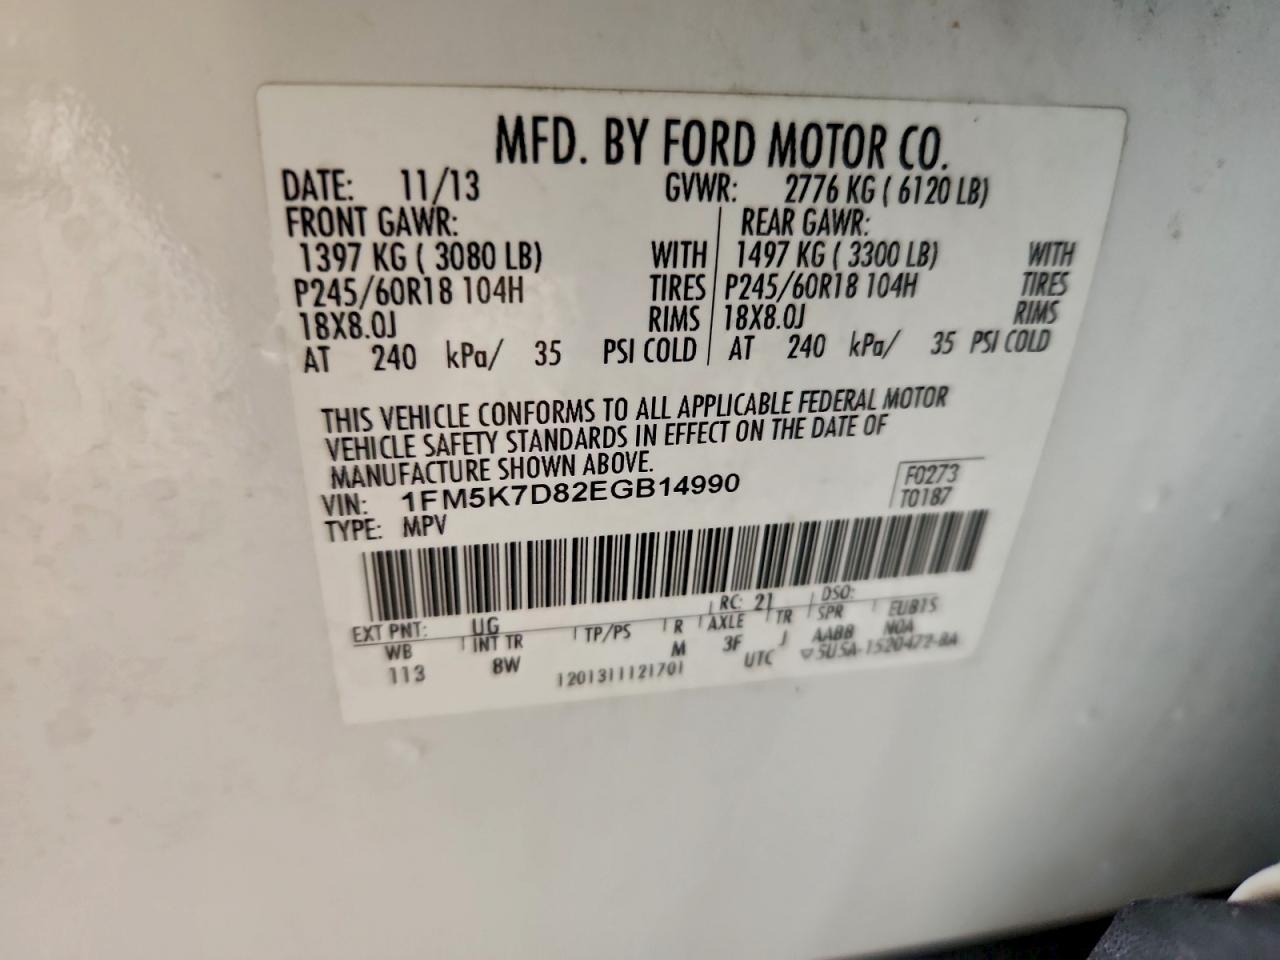 MFD. BY FORD MOTOR CO.
DATE: 11/13 GVWR: 2776 KG ( 6120 LB)
FRONT GAWR: REAR GAWR:
1397 KG ( 3080 LB) WITH 1497 KG ( 3300 LB) WITH
P245/60R18 104H TIRES P245/60R18 104H TIRES
18X8.0J RIMS 18X8.0J RIMS
AT 240 kPa/ 35 PSI COLD AT 240 kPa/ 35 PSI COLD
THIS VEHICLE CONFORMS TO ALL APPLICABLE FEDERAL MOTOR
VEHICLE SAFETY STANDARDS IN EFFECT ON THE DATE OF
MANUFACTURE SHOWN ABOVE.
VIN: 1FM5K7D82EGB14990 F0273
TYPE: MPV T0187
EXT PNT: UG RC: 21 DSO:
WB INT TR TP/PS R AXLE TR SPR EUB1S
113 8W M 3F J AABB N0A
1201311121701 UTC ▽5U5A-1520472-BA